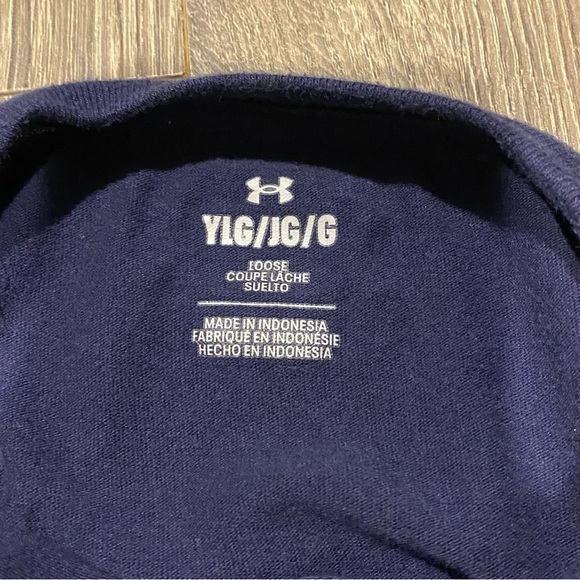 YLG/JG/G
LOOSE
COUPE LÂCHE
SUELTO
MADE IN INDONESIA
FABRIQUÉ EN INDONÉSIE
HECHO EN INDONESIA